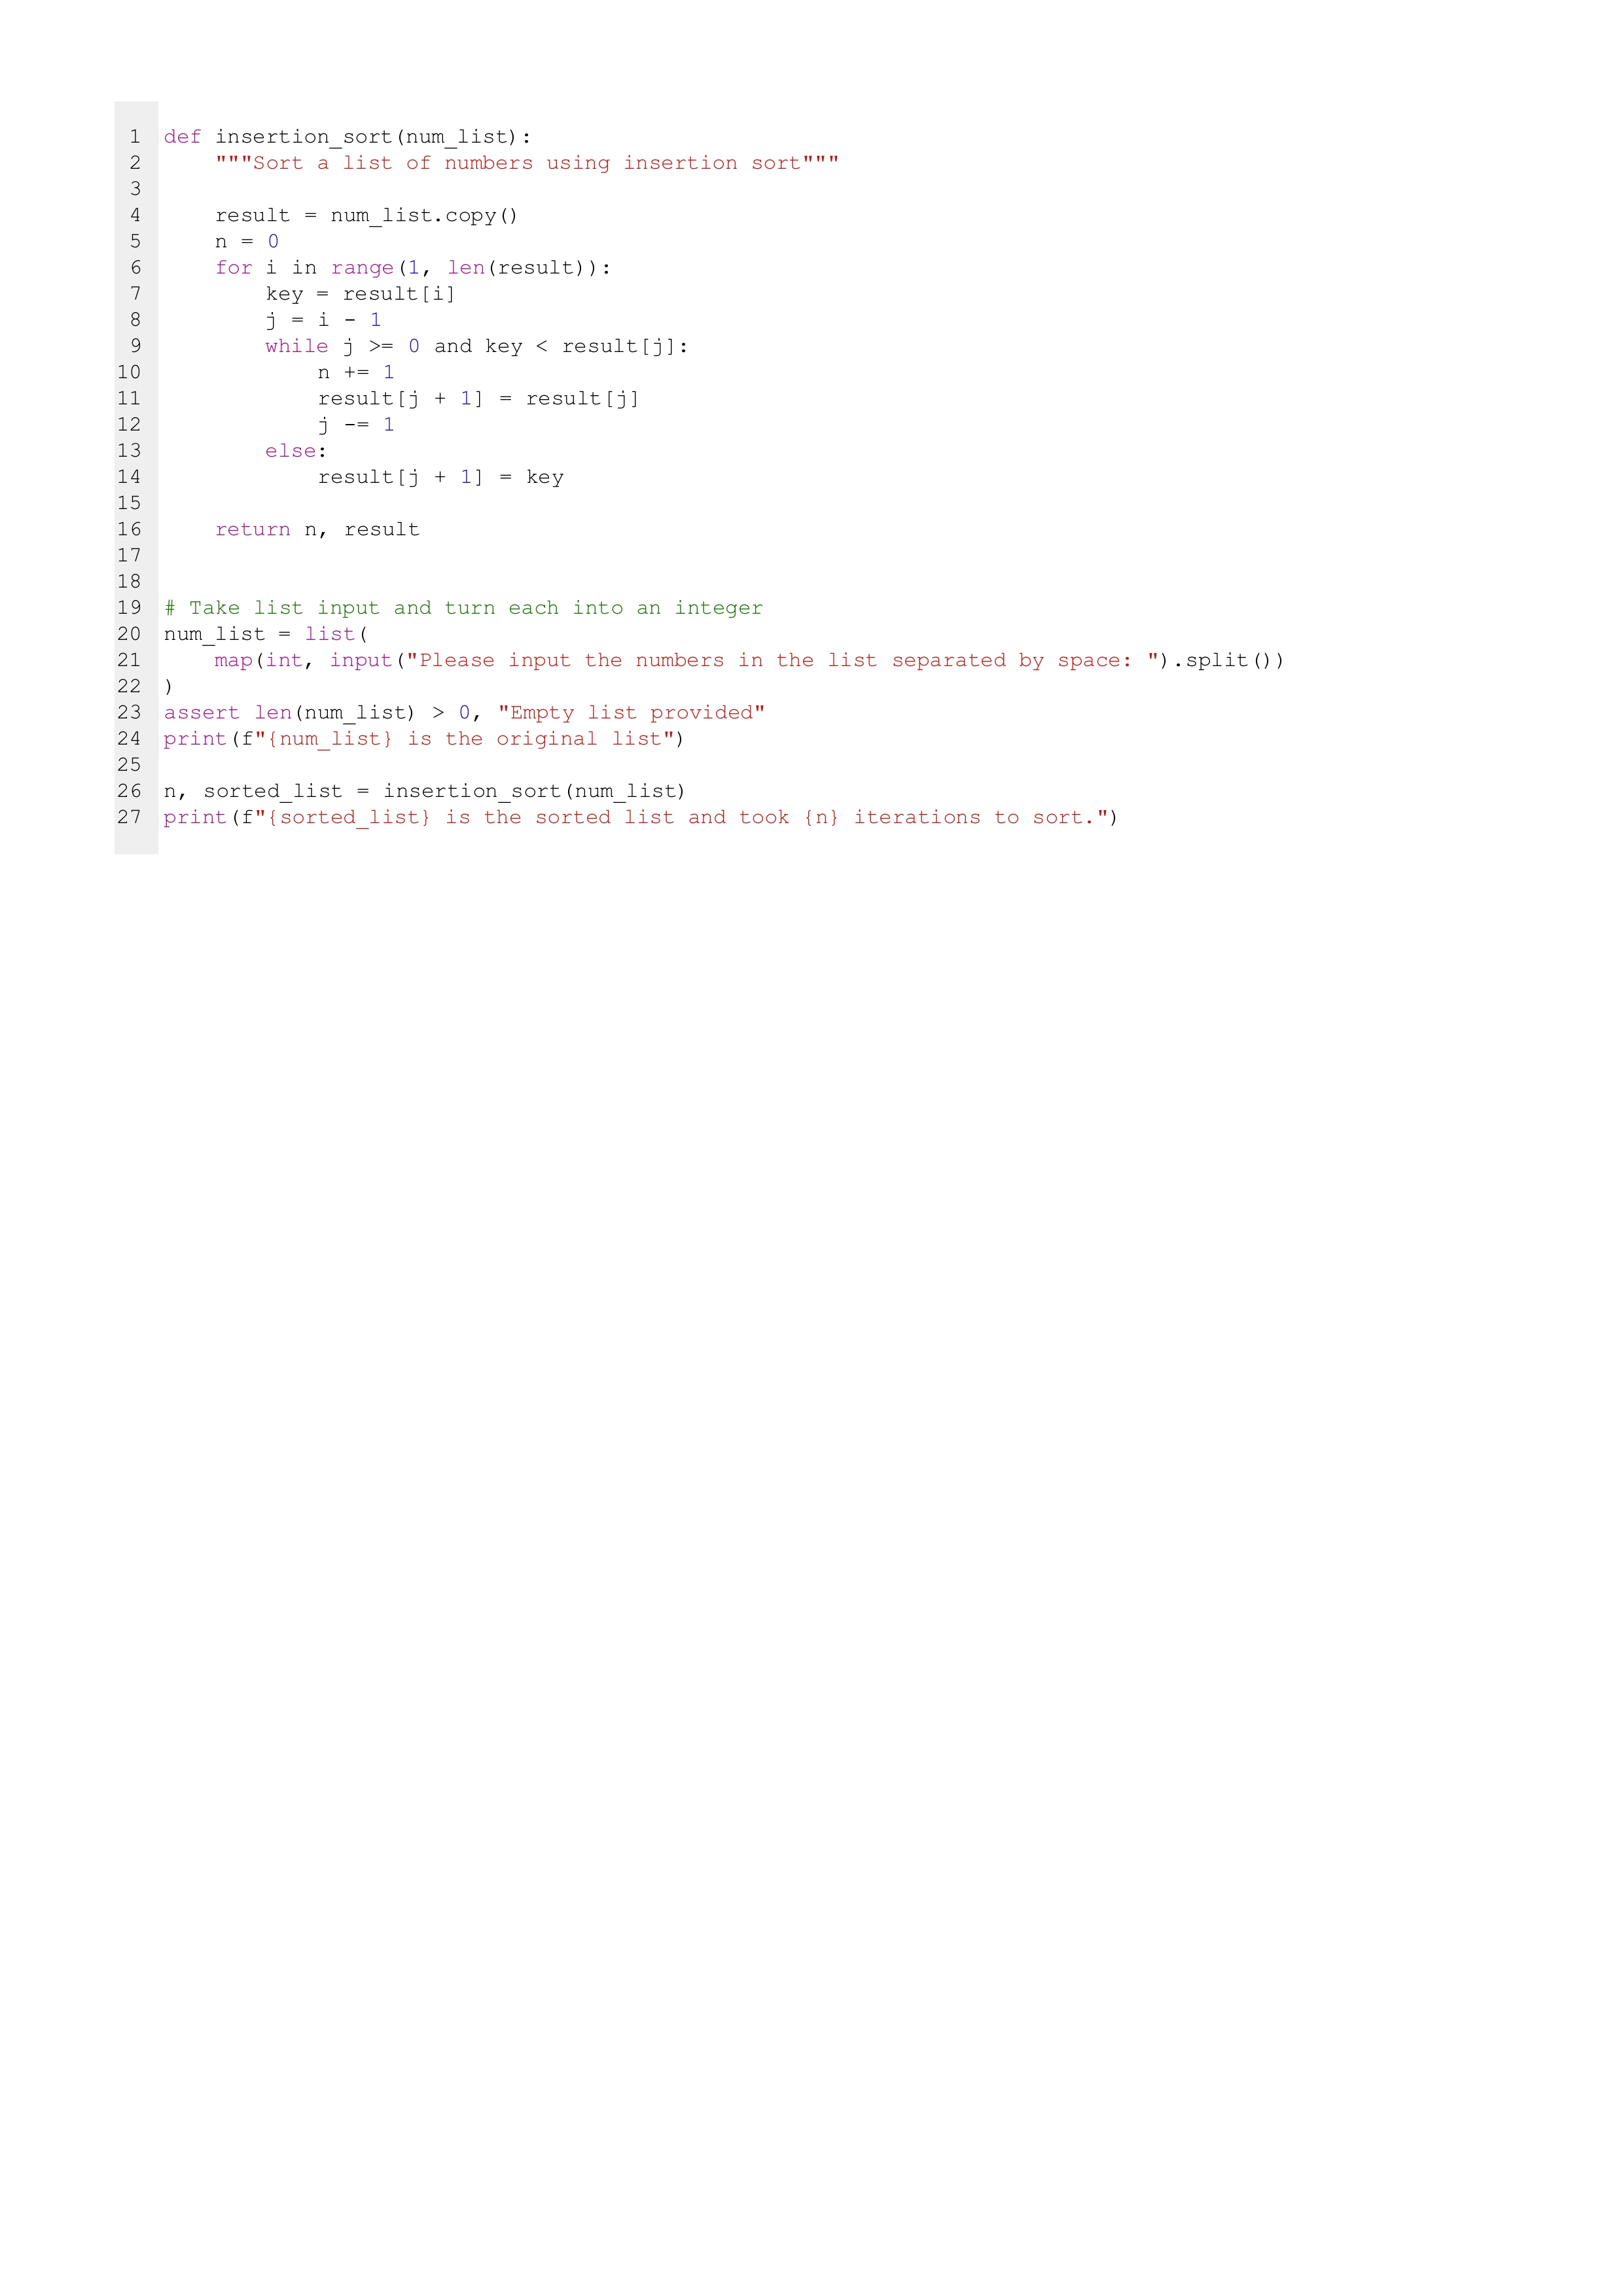 1 def insertion_sort(num_list):
2     """Sort a list of numbers using insertion sort"""
3
4     result = num_list.copy()
5     n = 0
6     for i in range(1, len(result)):
7         key = result[i]
8         j = i - 1
9         while j >= 0 and key < result[j]:
10             n += 1
11             result[j + 1] = result[j]
12             j -= 1
13         else:
14             result[j + 1] = key
15
16     return n, result
17
18
19 # Take list input and turn each into an integer
20 num_list = list(
21     map(int, input("Please input the numbers in the list separated by space: ").split())
22 )
23 assert len(num_list) > 0, "Empty list provided"
24 print(f"{num_list} is the original list")
25
26 n, sorted_list = insertion_sort(num_list)
27 print(f"{sorted_list} is the sorted list and took {n} iterations to sort.")